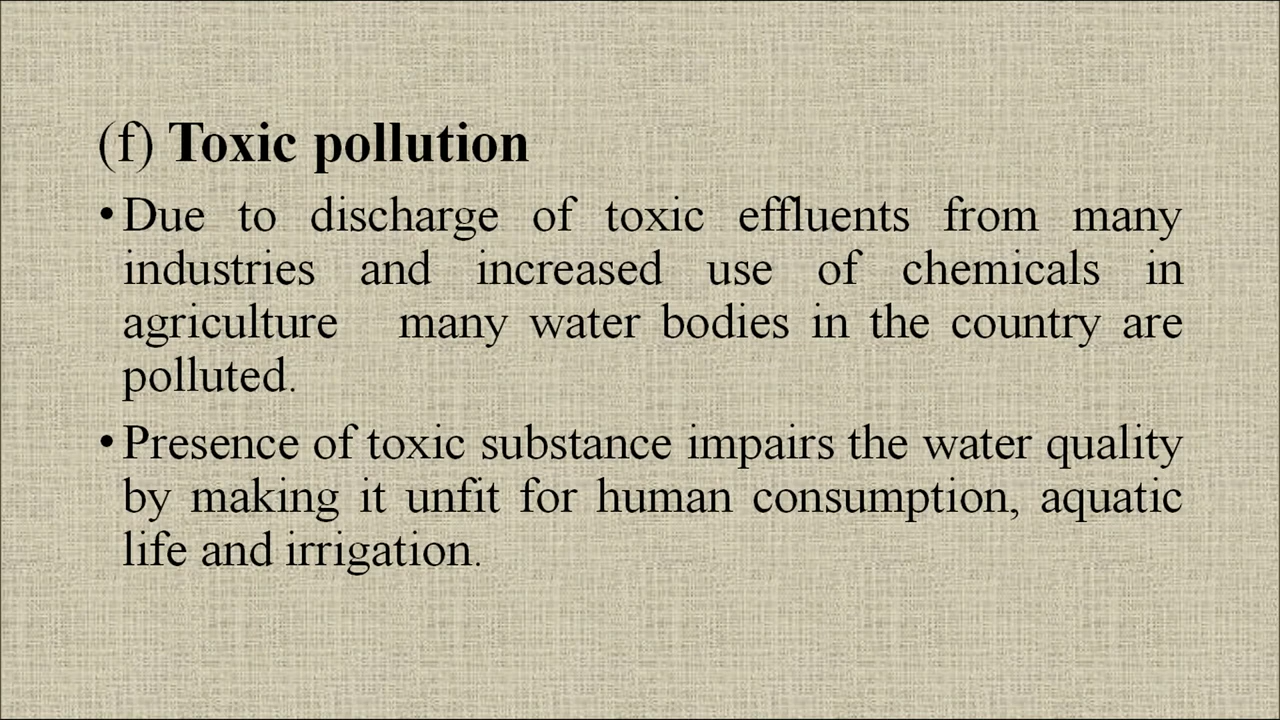 (f) Toxic pollution
•Due to discharge of toxic effluents from many
industries and increased use of chemicals in
agriculture many water bodies in the country are
polluted.
•Presence of toxic substance impairs the water quality
by making it unfit for human consumption, aquatic
life and irrigation.